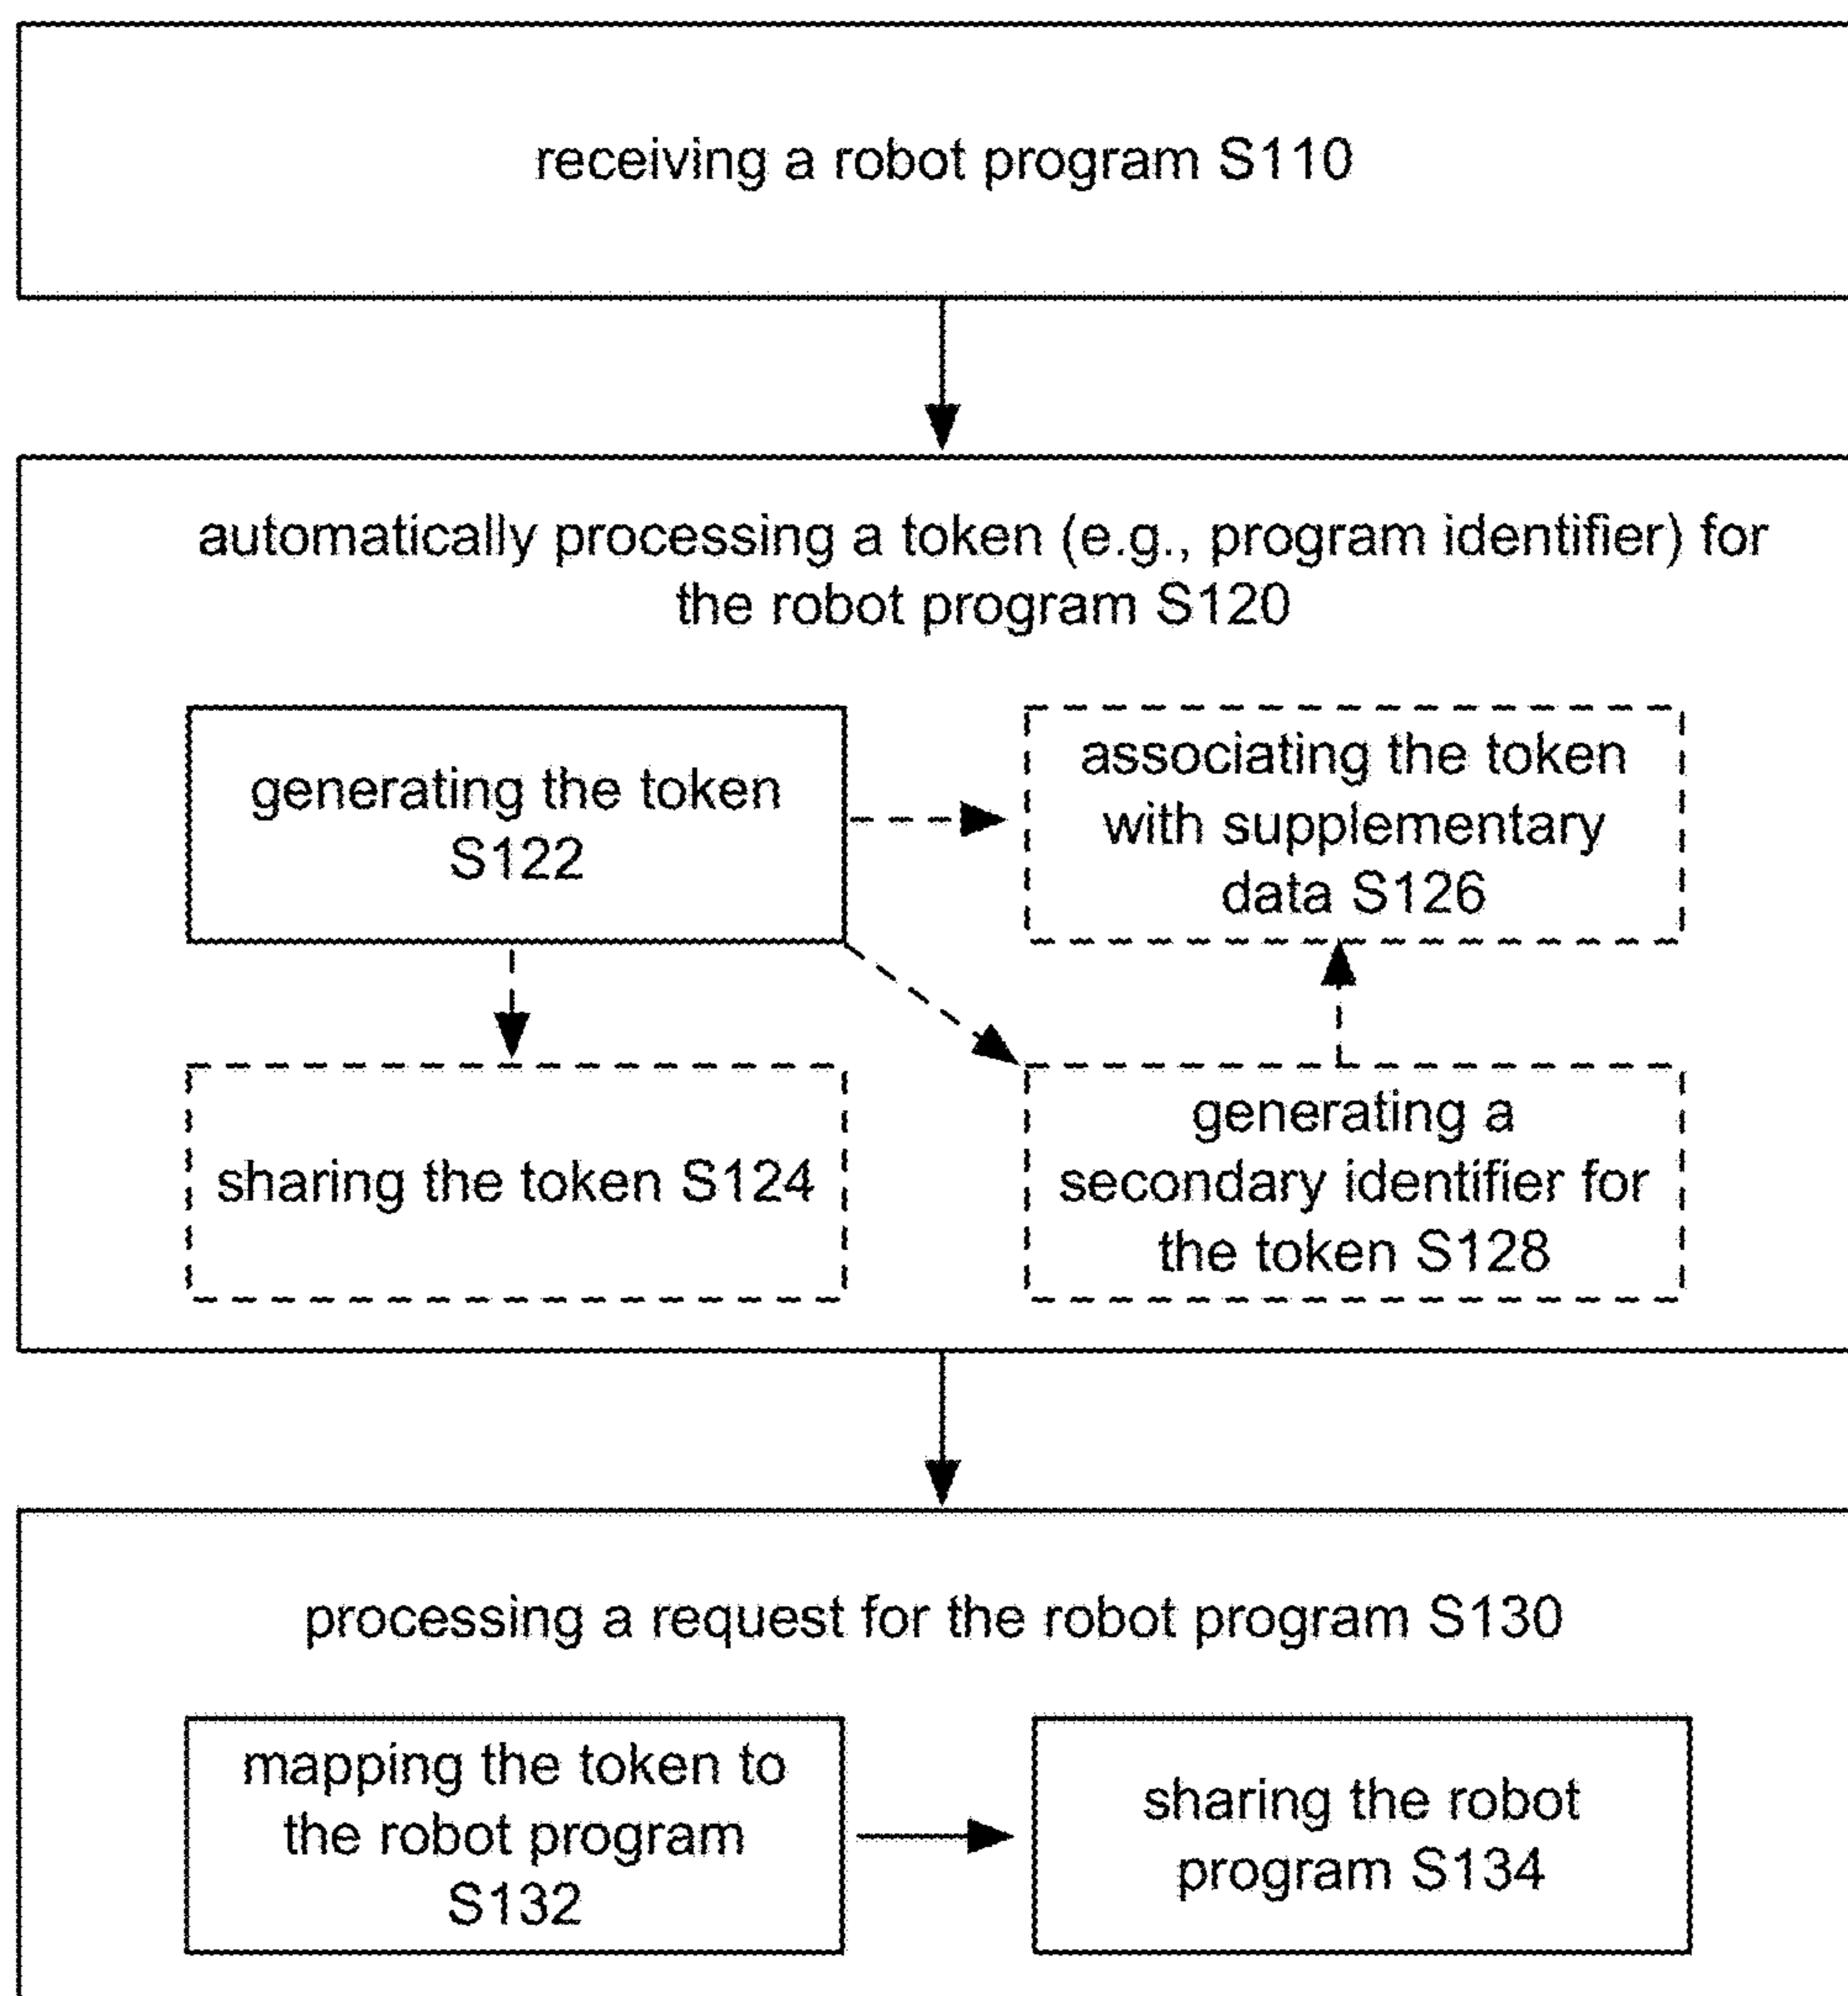 receiving a robot program S110
automatically processing a token (e.g., program identifier) for
the robot program S120
generating the token
S122
associating the token
with supplementary
data S126
sharing the token S124
generating a
secondary identifier for
the token S128
processing a request for the robot program S130
mapping the token to
the robot program
S132
sharing the robot
program S134